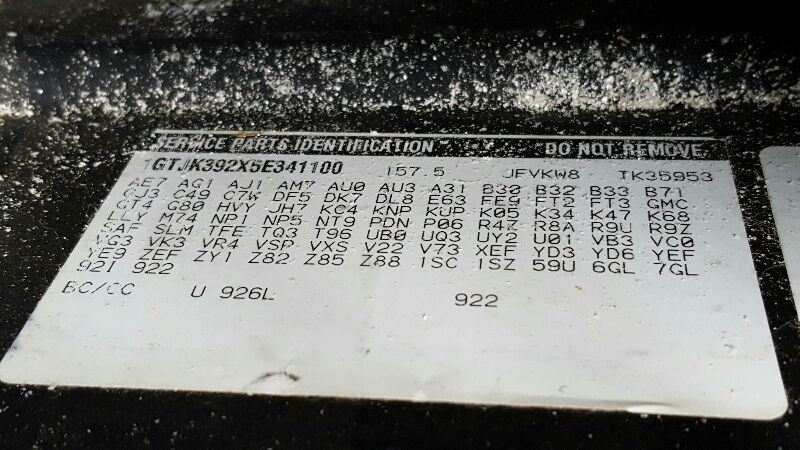 SERVICE PARTS IDENTIFICATION DO NOT REMOVE
1GTJK392X5E341100 157.5 JFVKW8 TK35953
AE7 AG1 AJ1 AM7 AU0 AU3 A31 B30 B32 B33 B71
CJ3 C49 C7W DF5 DK7 DL8 E63 FE9 FT2 FT3 GMC
GT4 G80 HVY JH7 KC4 KNP KUP K05 K34 K47 K68
LLY M74 NP1 NP5 NT9 PDN P06 R4Z R8A R9U R9Z
SAF SLM TFE TQ3 T96 UB0 UQ3 UY2 U01 VB3 VC0
VG3 VK3 VR4 VSP VXS V22 V73 XEF YD3 YD6 YEF
YE9 ZEF ZY1 Z82 Z85 Z88 1SC 1SZ 59U 6GL 7GL
921 922
BC/CC U 926L 922